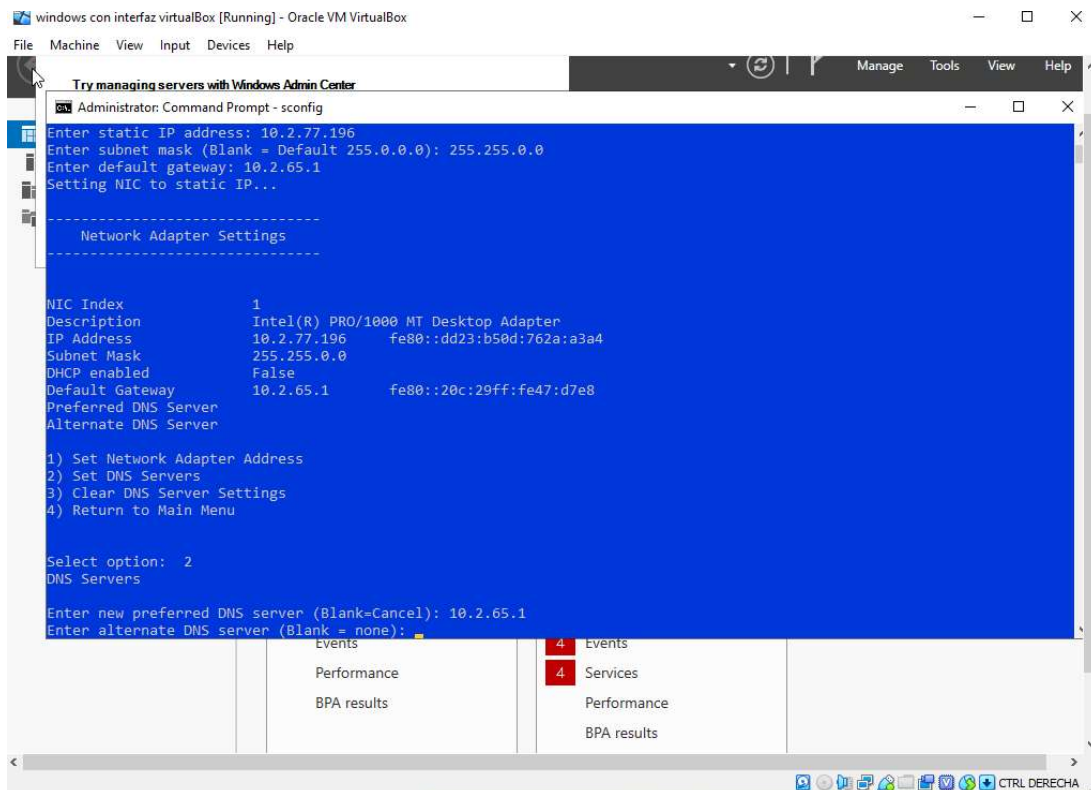 windows con interfaz virtualBox [Running] - Oracle VM VirtualBox
File Machine View Input Devices Help
Manage Tools View Help
Try managing servers with Windows Admin Center
Administrator: Command Prompt - sconfig
Enter static IP address: 10.2.77.196
Enter subnet mask (Blank = Default 255.0.0.0): 255.255.0.0
Enter default gateway: 10.2.65.1
Setting NIC to static IP...
--------------------------------
Network Adapter Settings
--------------------------------
NIC Index 1
Description Intel(R) PRO/1000 MT Desktop Adapter
IP Address 10.2.77.196 fe80::dd23:b50d:762a:a3a4
Subnet Mask 255.255.0.0
DHCP enabled False
Default Gateway 10.2.65.1 fe80::20c:29ff:fe47:d7e8
Preferred DNS Server
Alternate DNS Server
1) Set Network Adapter Address
2) Set DNS Servers
3) Clear DNS Server Settings
4) Return to Main Menu
Select option: 2
DNS Servers
Enter new preferred DNS server (Blank=Cancel): 10.2.65.1
Enter alternate DNS server (Blank = none):
Events 4 Events
Performance 4 Services
BPA results Performance
BPA results
CTRL DERECHA